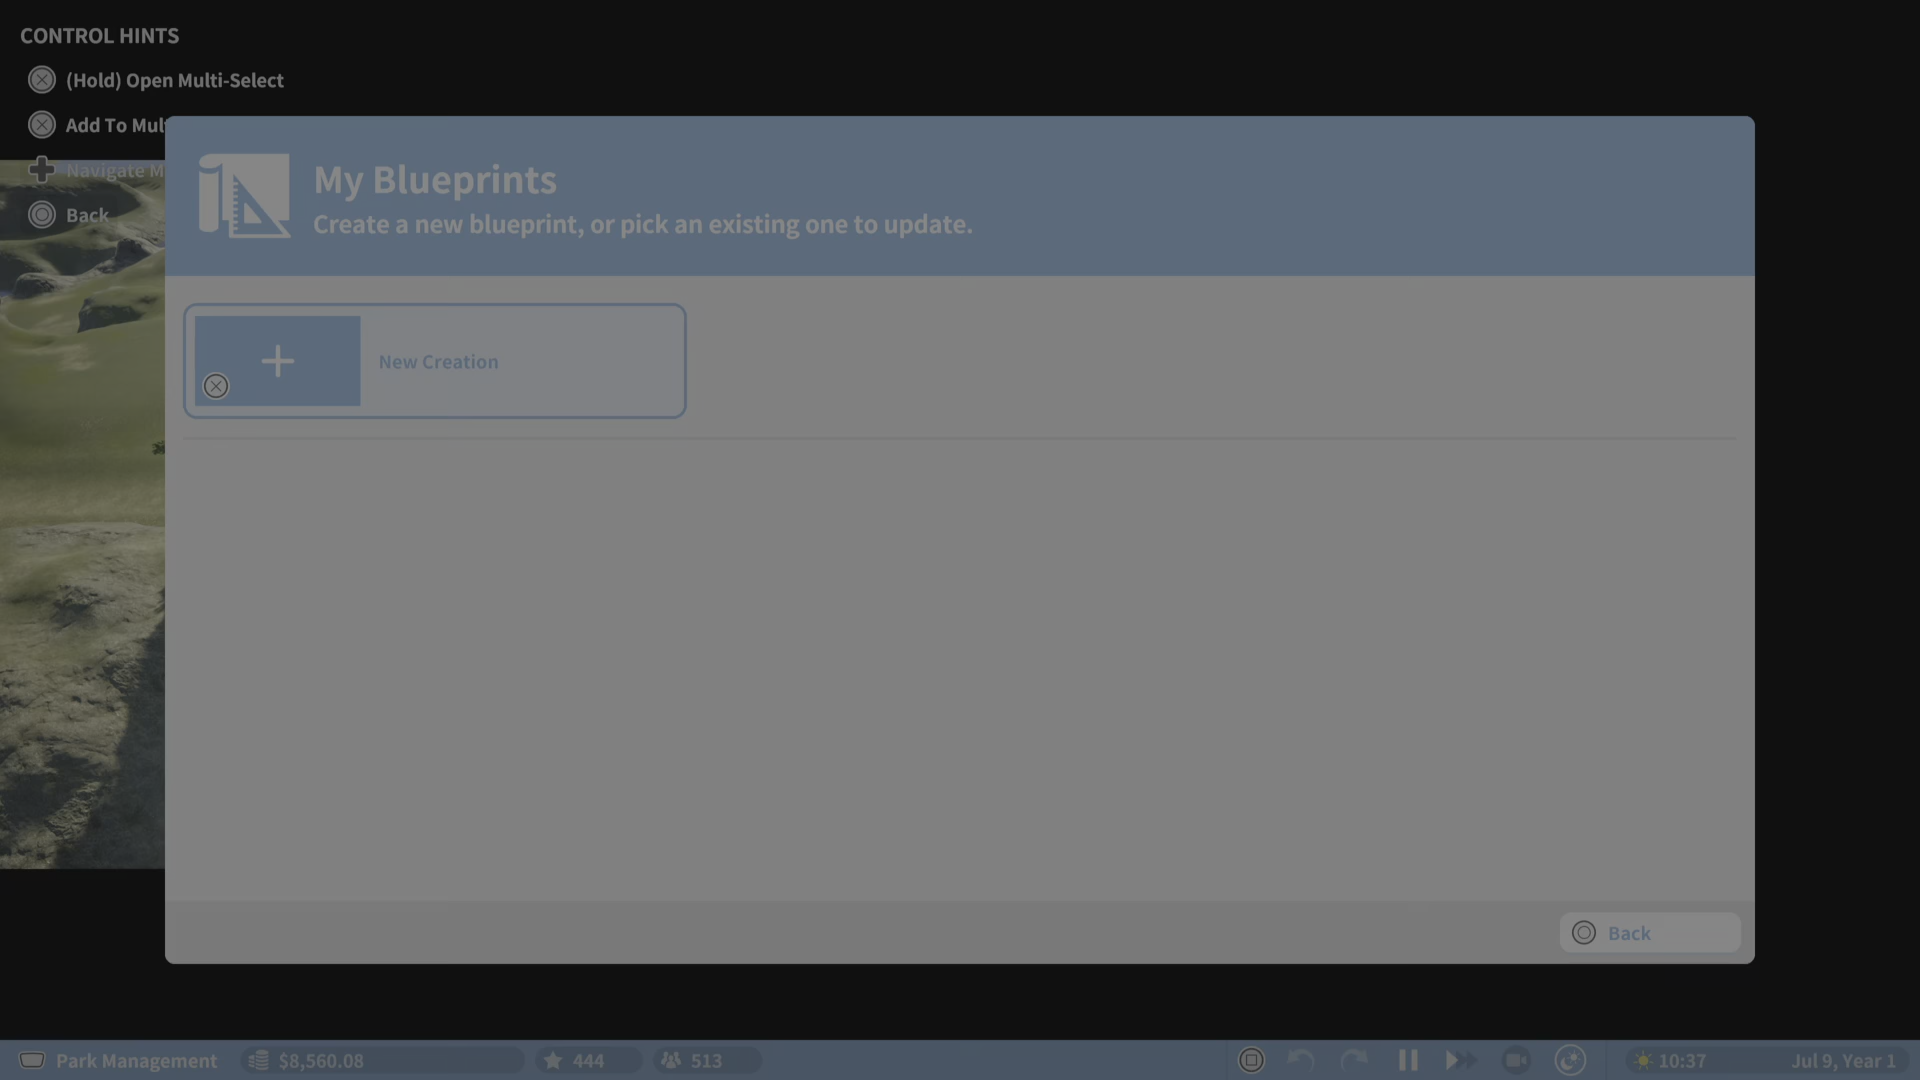 CONTROL HINTS
(Hold) Open Multi-Select
Add To Mul
Navigate M
Back
My Blueprints
Create a new blueprint, or pick an existing one to update.
New Creation
Back
Park Management
$8,560.08
444
513
10:37
Jul 9, Year 1